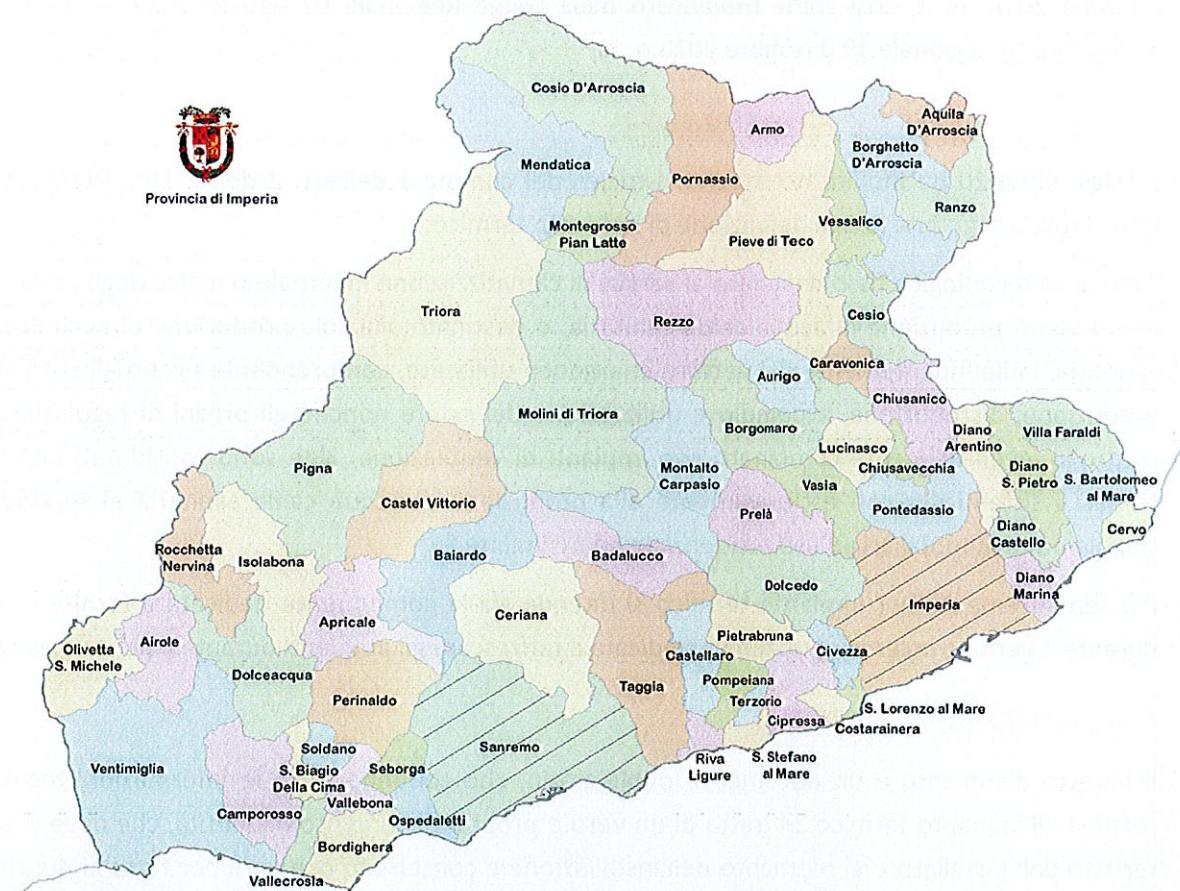 Cosio D'Arroscia
Aquila
D'Arroscia
Armo
Borghetto
D'Arroscia
Mendatica
Pornassio
Provincia di Imperia
Ranzo
Montegrosso
Pian Latte
Vessalico
Pieve di Teco
Triora
Rezzo
Cesio
Caravonica
Aurigo
Chiusanico
Molini di Triora
Borgomaro
Diano
Arentino
Villa Faraldi
Lucinasco
Chiusavecchia
Pigna
Montalto
Carpasio
Diano
S. Pietro
S. Bartolomeo
al Mare
Vasia
Castel Vittorio
Prelà
Pontedassio
Diano
Castello
Cervo
Rocchetta
Nervina
Isolabona
Baiardo
Badalucco
Dolcedo
Diano
Marina
Imperia
Ceriana
Apricale
Airole
Pietrabruna
Olivetta
S. Michele
Castellaro
Civezza
Dolceacqua
Taggia
Pompeiana
Perinaldo
Terzorio
S. Lorenzo al Mare
Cipressa
Costarainera
Soldano
Sanremo
Riva
Ligure
S. Stefano
al Mare
Ventimiglia
S. Biagio
Della Cima
Seborga
Vallebona
Camporosso
Ospedaletti
Bordighera
Vallecrosia